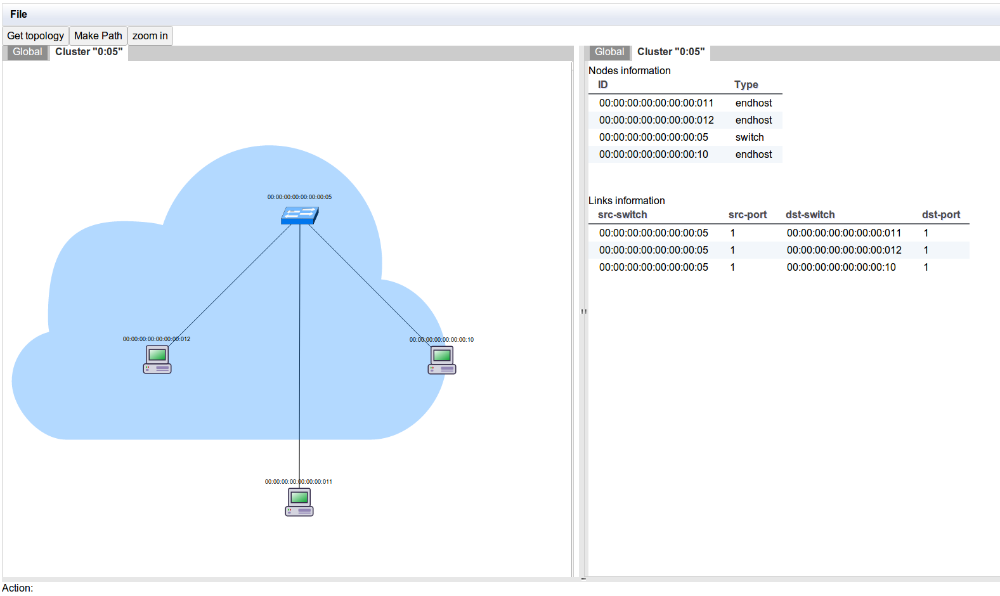 File
Get topology Make Path zoom in
Global Cluster "0:05"
00:00:00:00:00:00:00:05
00:00:00:00:00:00:00:012
00:00:00:00:00:00:00:10
00:00:00:00:00:00:00:011
Global Cluster "0:05"
Nodes information
ID Type
00:00:00:00:00:00:00:011 endhost
00:00:00:00:00:00:00:012 endhost
00:00:00:00:00:00:00:05 switch
00:00:00:00:00:00:00:10 endhost
Links information
src-switch src-port dst-switch dst-port
00:00:00:00:00:00:00:05 1 00:00:00:00:00:00:00:011 1
00:00:00:00:00:00:00:05 1 00:00:00:00:00:00:00:012 1
00:00:00:00:00:00:00:05 1 00:00:00:00:00:00:00:10 1
Action: